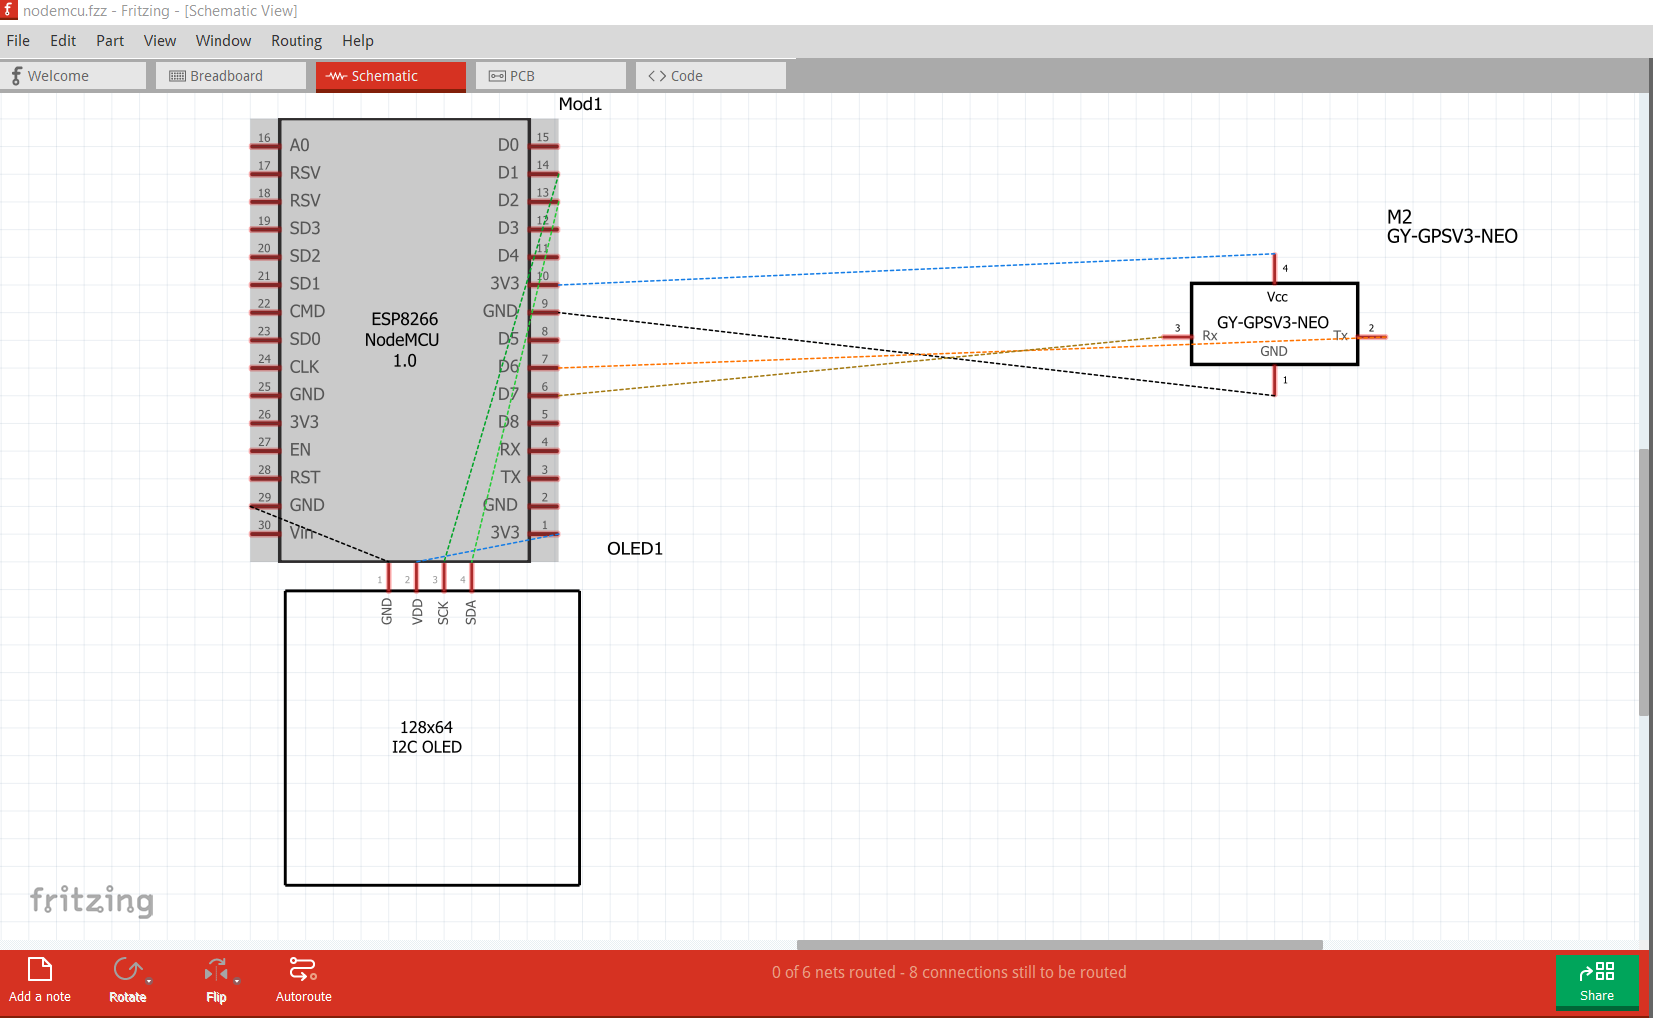 nodemcu.fzz - Fritzing - [Schematic View]
File Edit Part View Window Routing Help
Welcome Breadboard Schematic PCB Code
Mod1
16 A0 D0 15
17 RSV D1 14
18 RSV D2 13
19 SD3 D3 12
20 SD2 D4 11
21 SD1 3V3 10
22 CMD GND 9
23 SD0 D5 8
24 CLK D6 7
25 GND D7 6
26 3V3 D8 5
27 EN RX 4
28 RST TX 3
29 GND GND 2
30 Vin 3V3 1
ESP8266
NodeMCU
1.0
M2
GY-GPSV3-NEO
4
Vcc
GY-GPSV3-NEO
3 Rx Tx 2
GND
1
OLED1
1 2 3 4
GND VDD SCK SDA
128x64
I2C OLED
fritzing
Add a note Rotate Flip Autoroute
0 of 6 nets routed - 8 connections still to be routed
Share